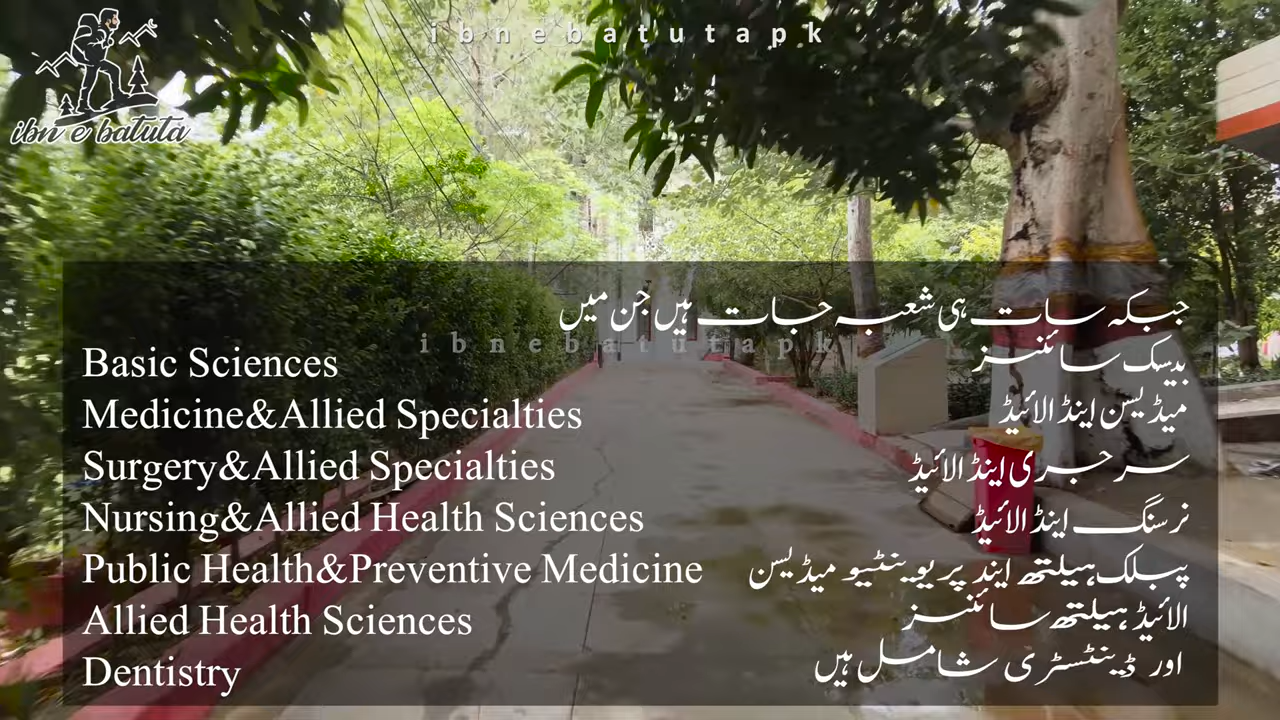 ibnebatutapk
ibn e batuta
جبکہ سات ہی شعبہ جات ہیں جن میں
ibnebatutapk
Basic Sciences بیسک سائنسز
Medicine&Allied Specialties میڈیسن اینڈ الائیڈ
Surgery&Allied Specialties سرجری اینڈ الائیڈ
Nursing&Allied Health Sciences نرسنگ اینڈ الائیڈ
Public Health&Preventive Medicine پبلک ہیلتھ اینڈ پریوینٹیو میڈیسن
Allied Health Sciences الائیڈ ہیلتھ سائنسز
Dentistry اور ڈینٹسٹری شامل ہیں